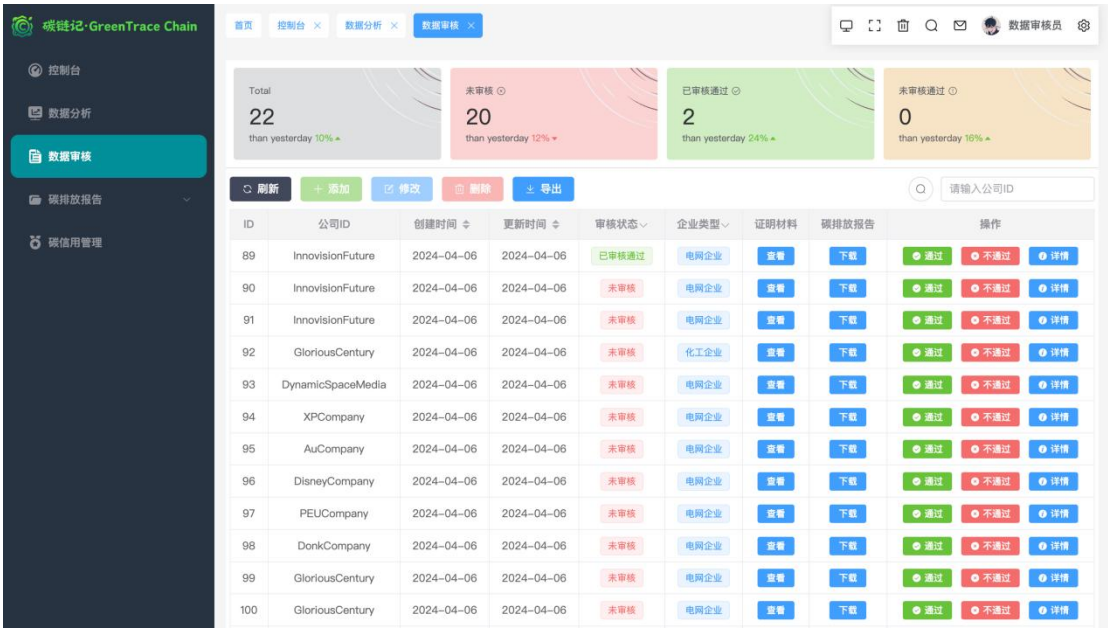 碳链记·GreenTrace Chain
首页 控制台 × 数据分析 × 数据审核 × 数据审核员
控制台
数据分析
数据审核
碳排放报告
碳信用管理
Total 未审核 已审核通过 未审核通过
22 20 2 0
than yesterday 10% than yesterday 12% than yesterday 24% than yesterday 16%
刷新 + 添加 修改 删除 导出 请输入公司ID
ID 公司ID 创建时间 更新时间 审核状态 企业类型 证明材料 碳排放报告 操作
89 InnovisionFuture 2024-04-06 2024-04-06 已审核通过 电网企业 查看 下载 通过 不通过 详情
90 InnovisionFuture 2024-04-06 2024-04-06 未审核 电网企业 查看 下载 通过 不通过 详情
91 InnovisionFuture 2024-04-06 2024-04-06 未审核 电网企业 查看 下载 通过 不通过 详情
92 GloriousCentury 2024-04-06 2024-04-06 未审核 化工企业 查看 下载 通过 不通过 详情
93 DynamicSpaceMedia 2024-04-06 2024-04-06 未审核 电网企业 查看 下载 通过 不通过 详情
94 XPCompany 2024-04-06 2024-04-06 未审核 电网企业 查看 下载 通过 不通过 详情
95 AuCompany 2024-04-06 2024-04-06 未审核 电网企业 查看 下载 通过 不通过 详情
96 DisneyCompany 2024-04-06 2024-04-06 未审核 电网企业 查看 下载 通过 不通过 详情
97 PEUCompany 2024-04-06 2024-04-06 未审核 电网企业 查看 下载 通过 不通过 详情
98 DonkCompany 2024-04-06 2024-04-06 未审核 电网企业 查看 下载 通过 不通过 详情
99 GloriousCentury 2024-04-06 2024-04-06 未审核 电网企业 查看 下载 通过 不通过 详情
100 GloriousCentury 2024-04-06 2024-04-06 未审核 电网企业 查看 下载 通过 不通过 详情